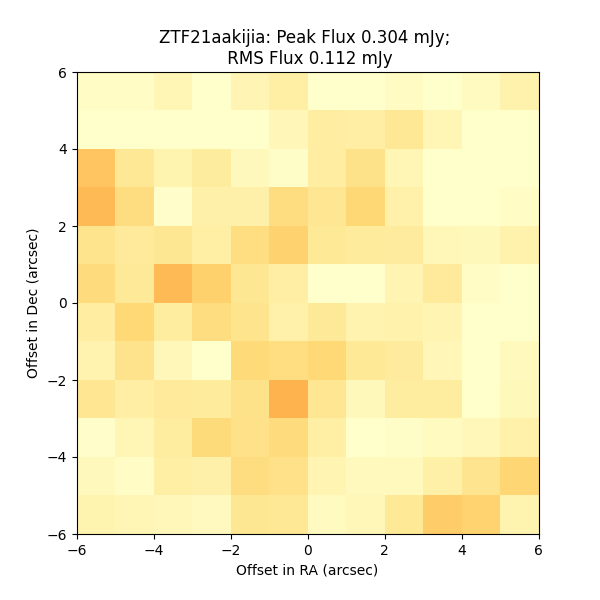 ZTF21aakijia: Peak Flux 0.304 mJy;
RMS Flux 0.112 mJy
6
4
2
0
−2
−4
−6
Offset in Dec (arcsec)
−6 −4 −2 0 2 4 6
Offset in RA (arcsec)